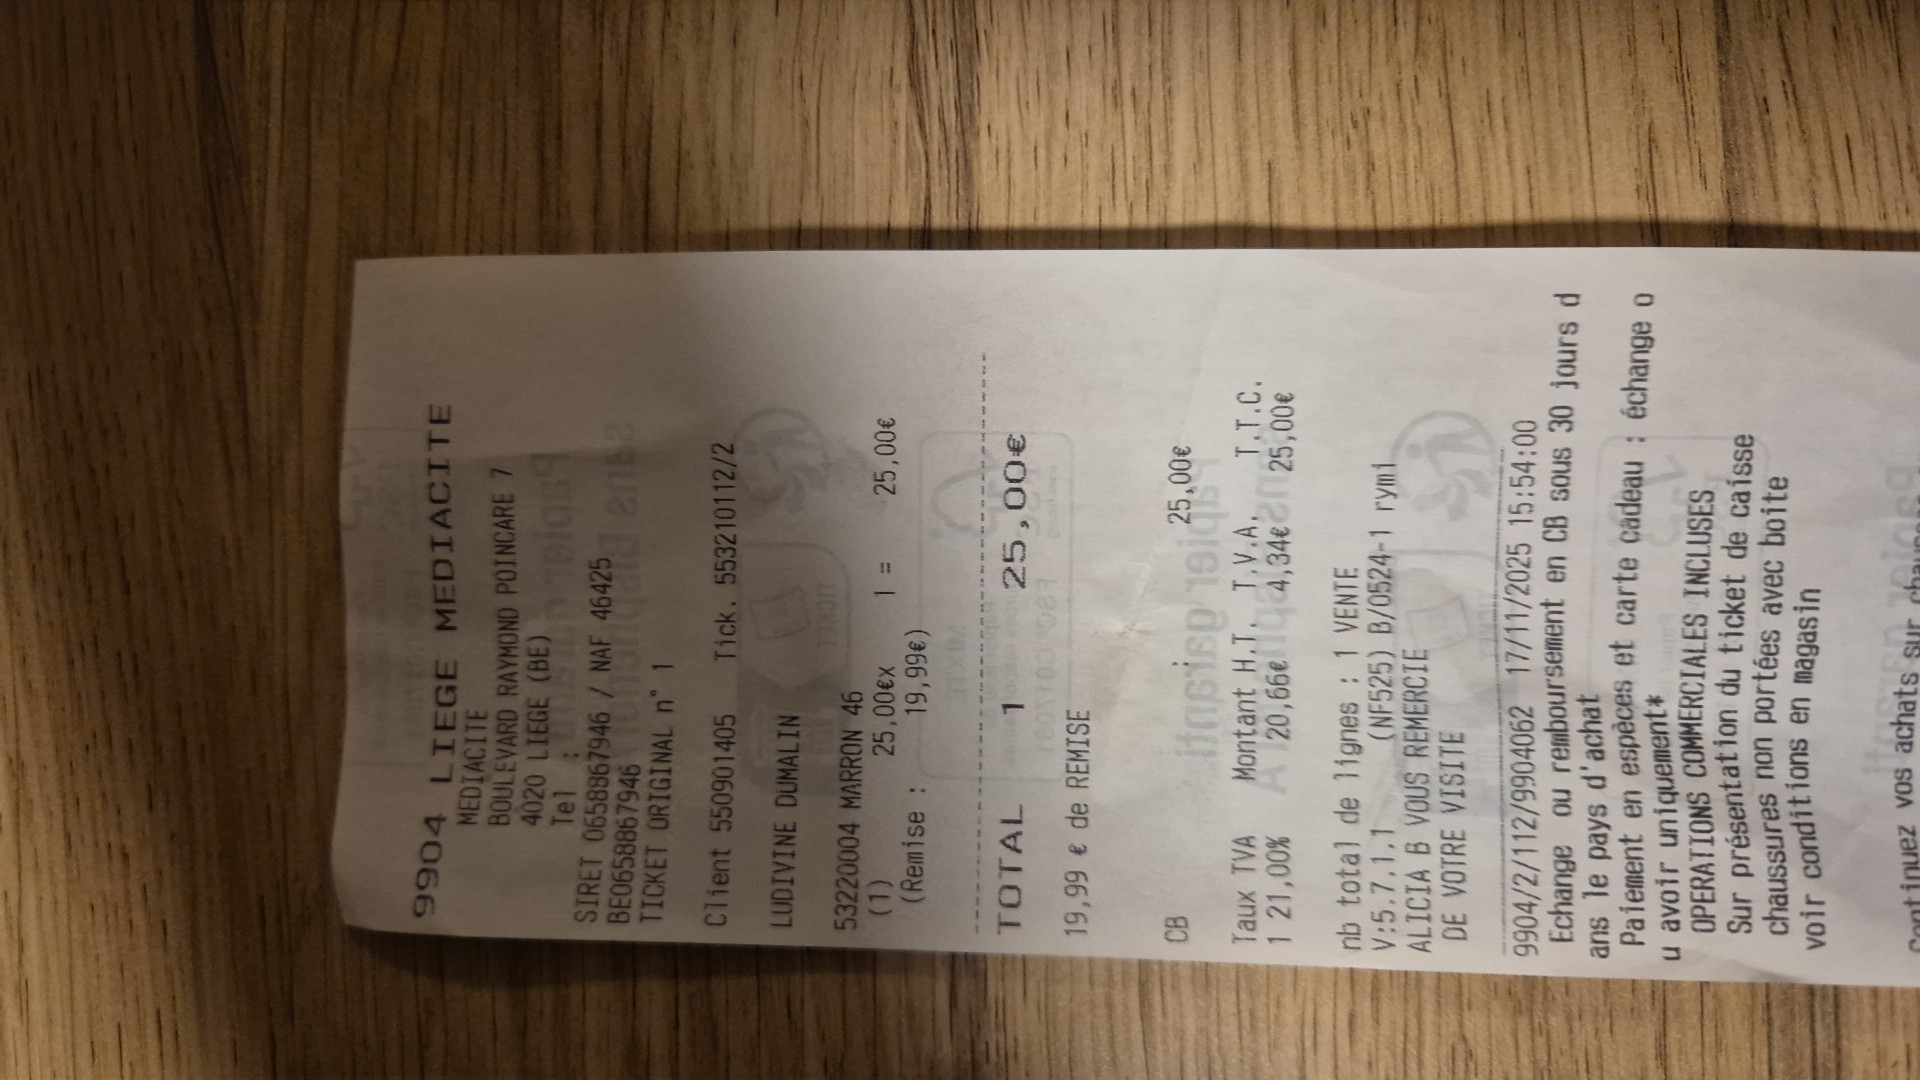 9904 LIEGE MEDIACITE
MEDIACITE
BOULEVARD RAYMOND POINCARE 7
4020 LIEGE (BE)
Tel :
SIRET 0658867946 / NAF 46425
BE0658867946
TICKET ORIGINAL n° 1
Client 550901405 Tick. 553210112/2
LUDIVINE DUMALIN
53220004 MARRON 46
(1) 25,00€x 1 = 25,00€
(Remise : 19,99€)
TOTAL 1 25,00€
19,99 € de REMISE
CB 25,00€
Taux TVA Montant H.T. T.V.A. T.T.C.
1 21,00% 20,66€ 4,34€ 25,00€
nb total de lignes : 1 VENTE
V:5.7.1.1 (NF525) B/0524-1 rymi
ALICIA B VOUS REMERCIE
DE VOTRE VISITE
9904/2/112/9904062 17/11/2025 15:54:00
Echange ou remboursement en CB sous 30 jours d
ans le pays d'achat
Paiement en espèces et carte cadeau : échange o
u avoir uniquement*
OPERATIONS COMMERCIALES INCLUSES
Sur présentation du ticket de caisse
chaussures non portées avec boite
voir conditions en magasin
Continuez vos achats sur